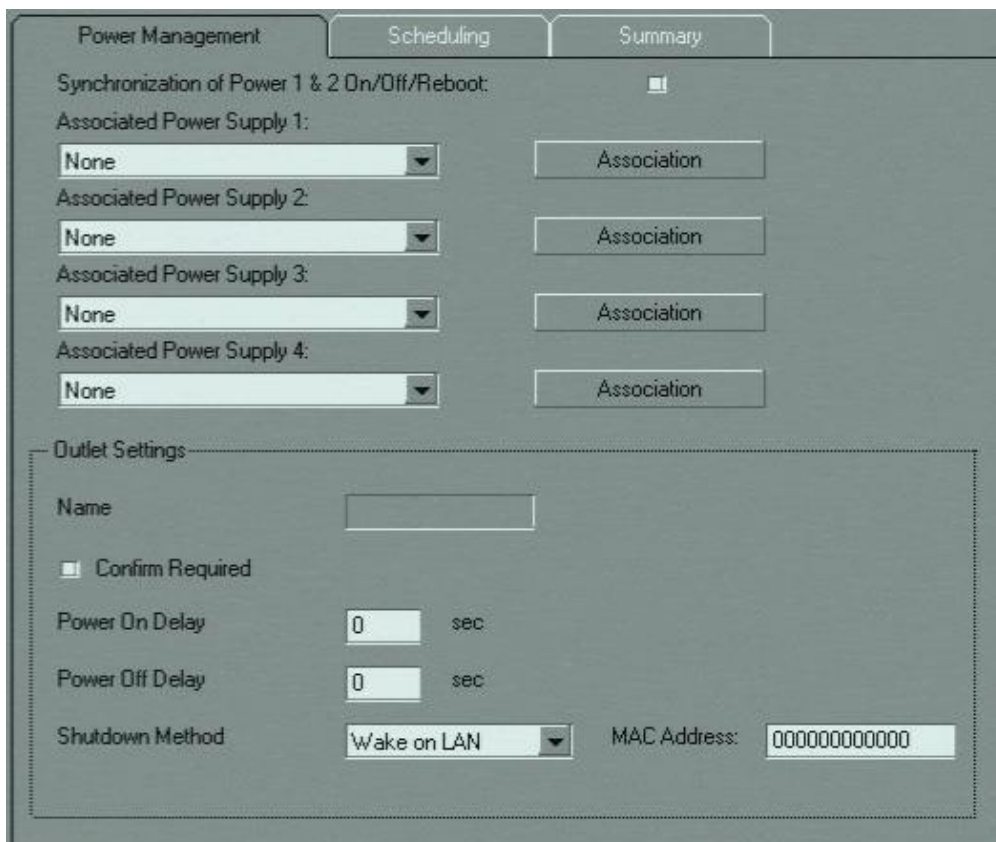 Power Management Scheduling Summary
Synchronization of Power 1 & 2 On/Off/Reboot:
Associated Power Supply 1:
None Association
Associated Power Supply 2:
None Association
Associated Power Supply 3:
None Association
Associated Power Supply 4:
None Association
Outlet Settings
Name
Confirm Required
Power On Delay 0 sec
Power Off Delay 0 sec
Shutdown Method Wake on LAN MAC Address: 000000000000